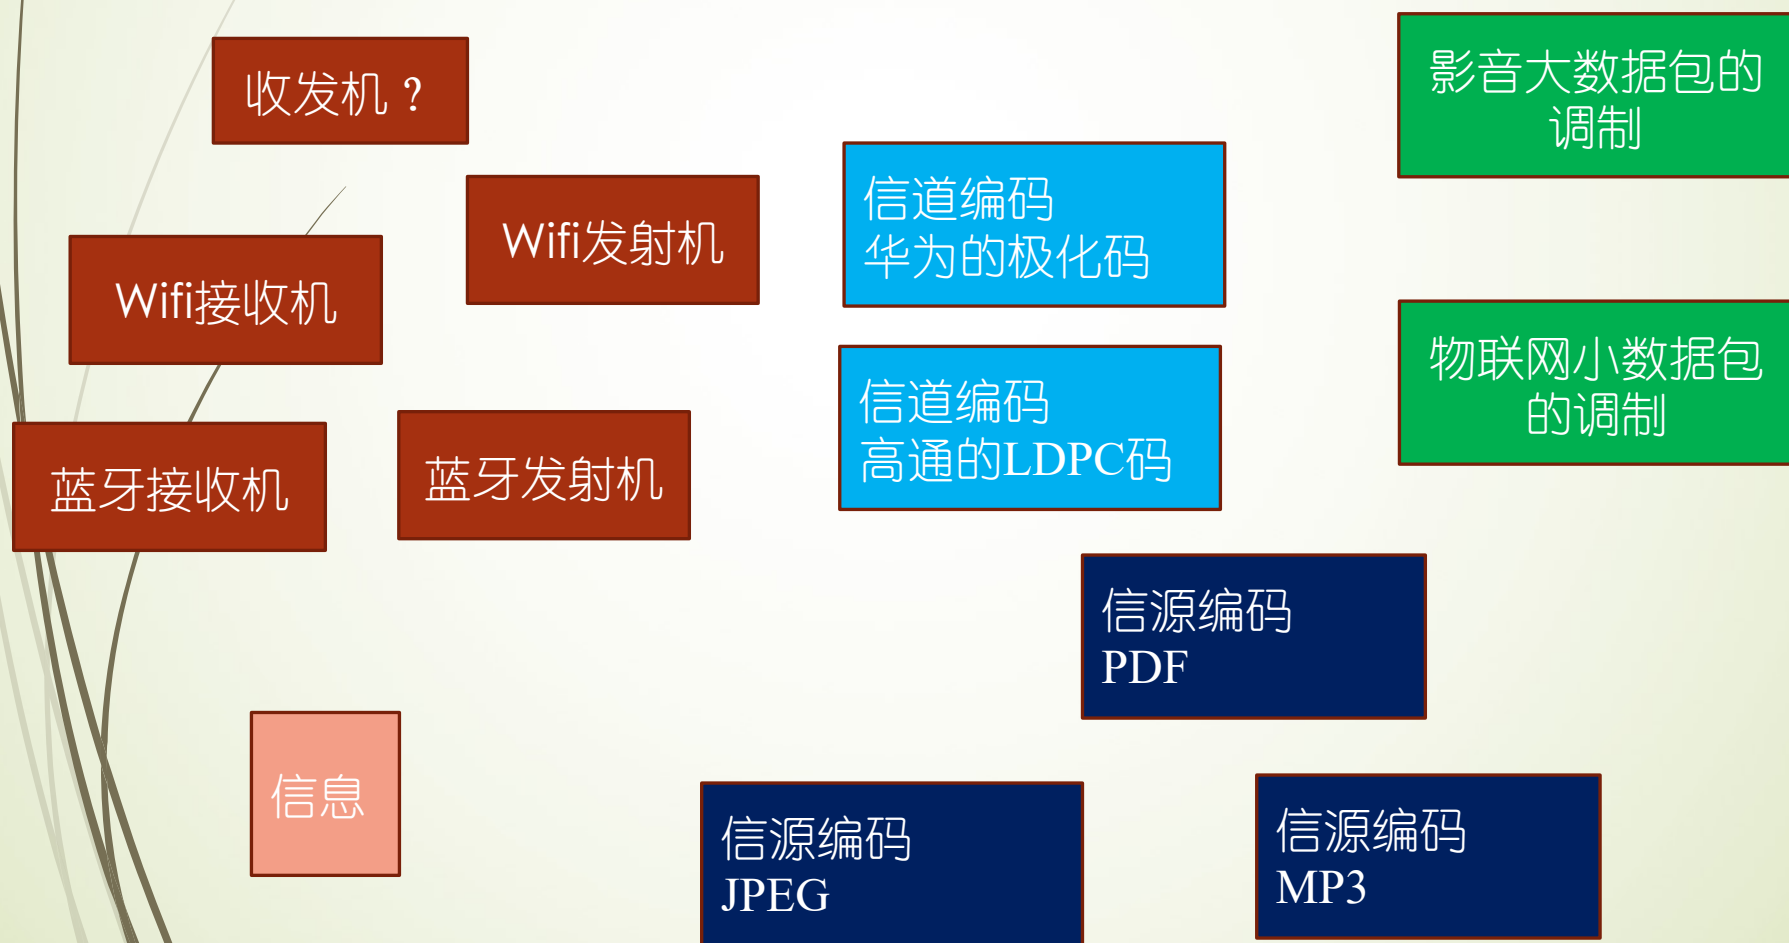 收发机？
Wifi发射机
Wifi接收机
蓝牙接收机
蓝牙发射机
信息
信道编码
华为的极化码
信道编码
高通的LDPC码
影音大数据包的
调制
物联网小数据包
的调制
信源编码
PDF
信源编码
JPEG
信源编码
MP3